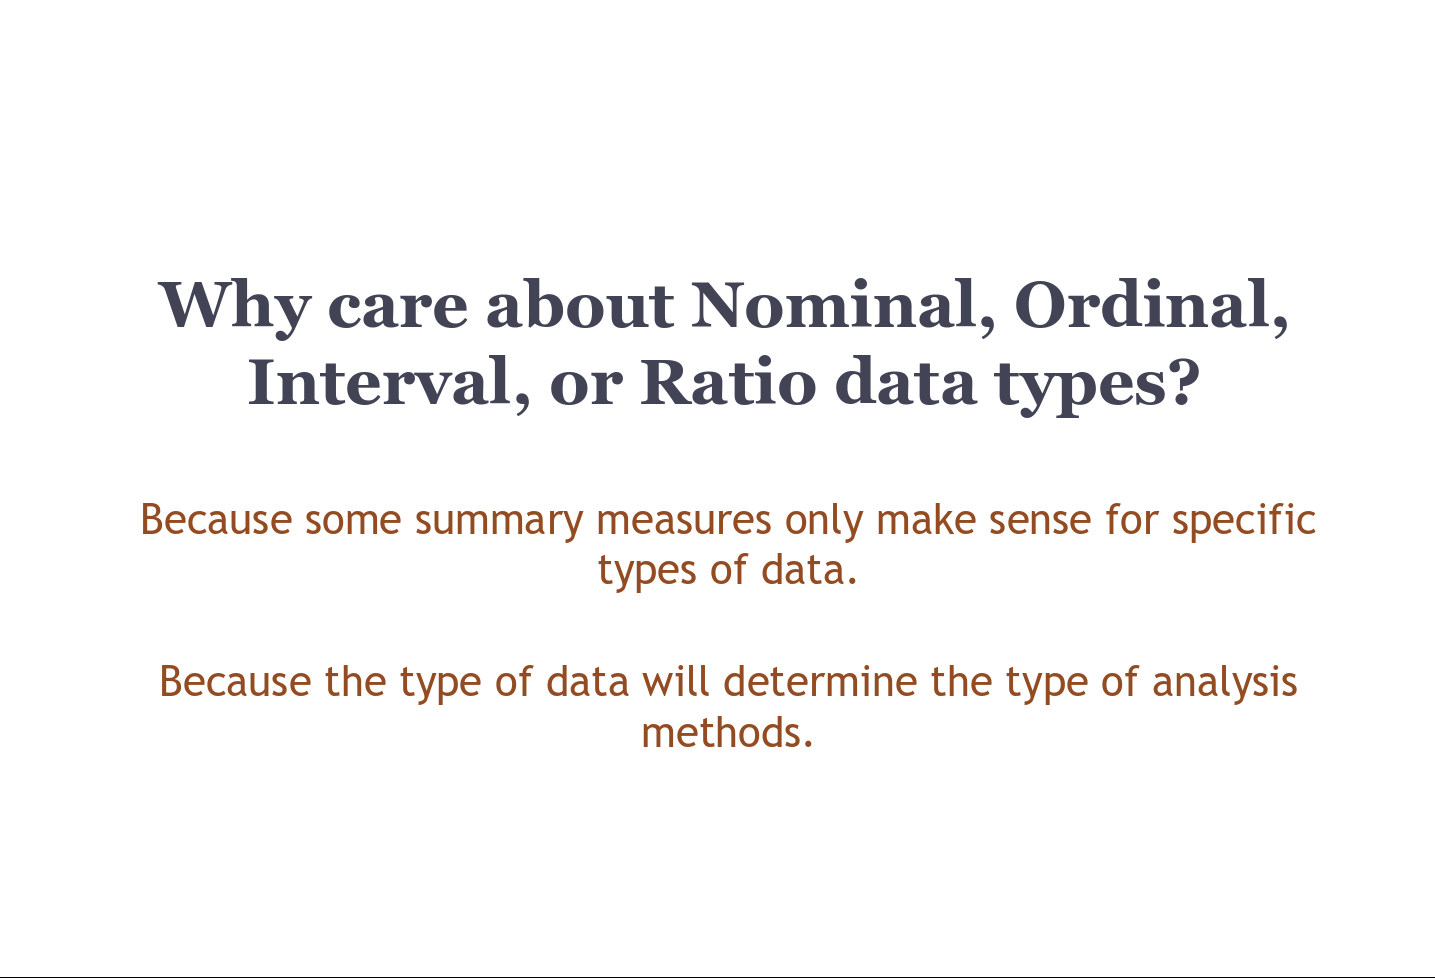 Why care about Nominal, Ordinal,
Interval, or Ratio data types?
Because some summary measures only make sense for specific
types of data.
Because the type of data will determine the type of analysis
methods.